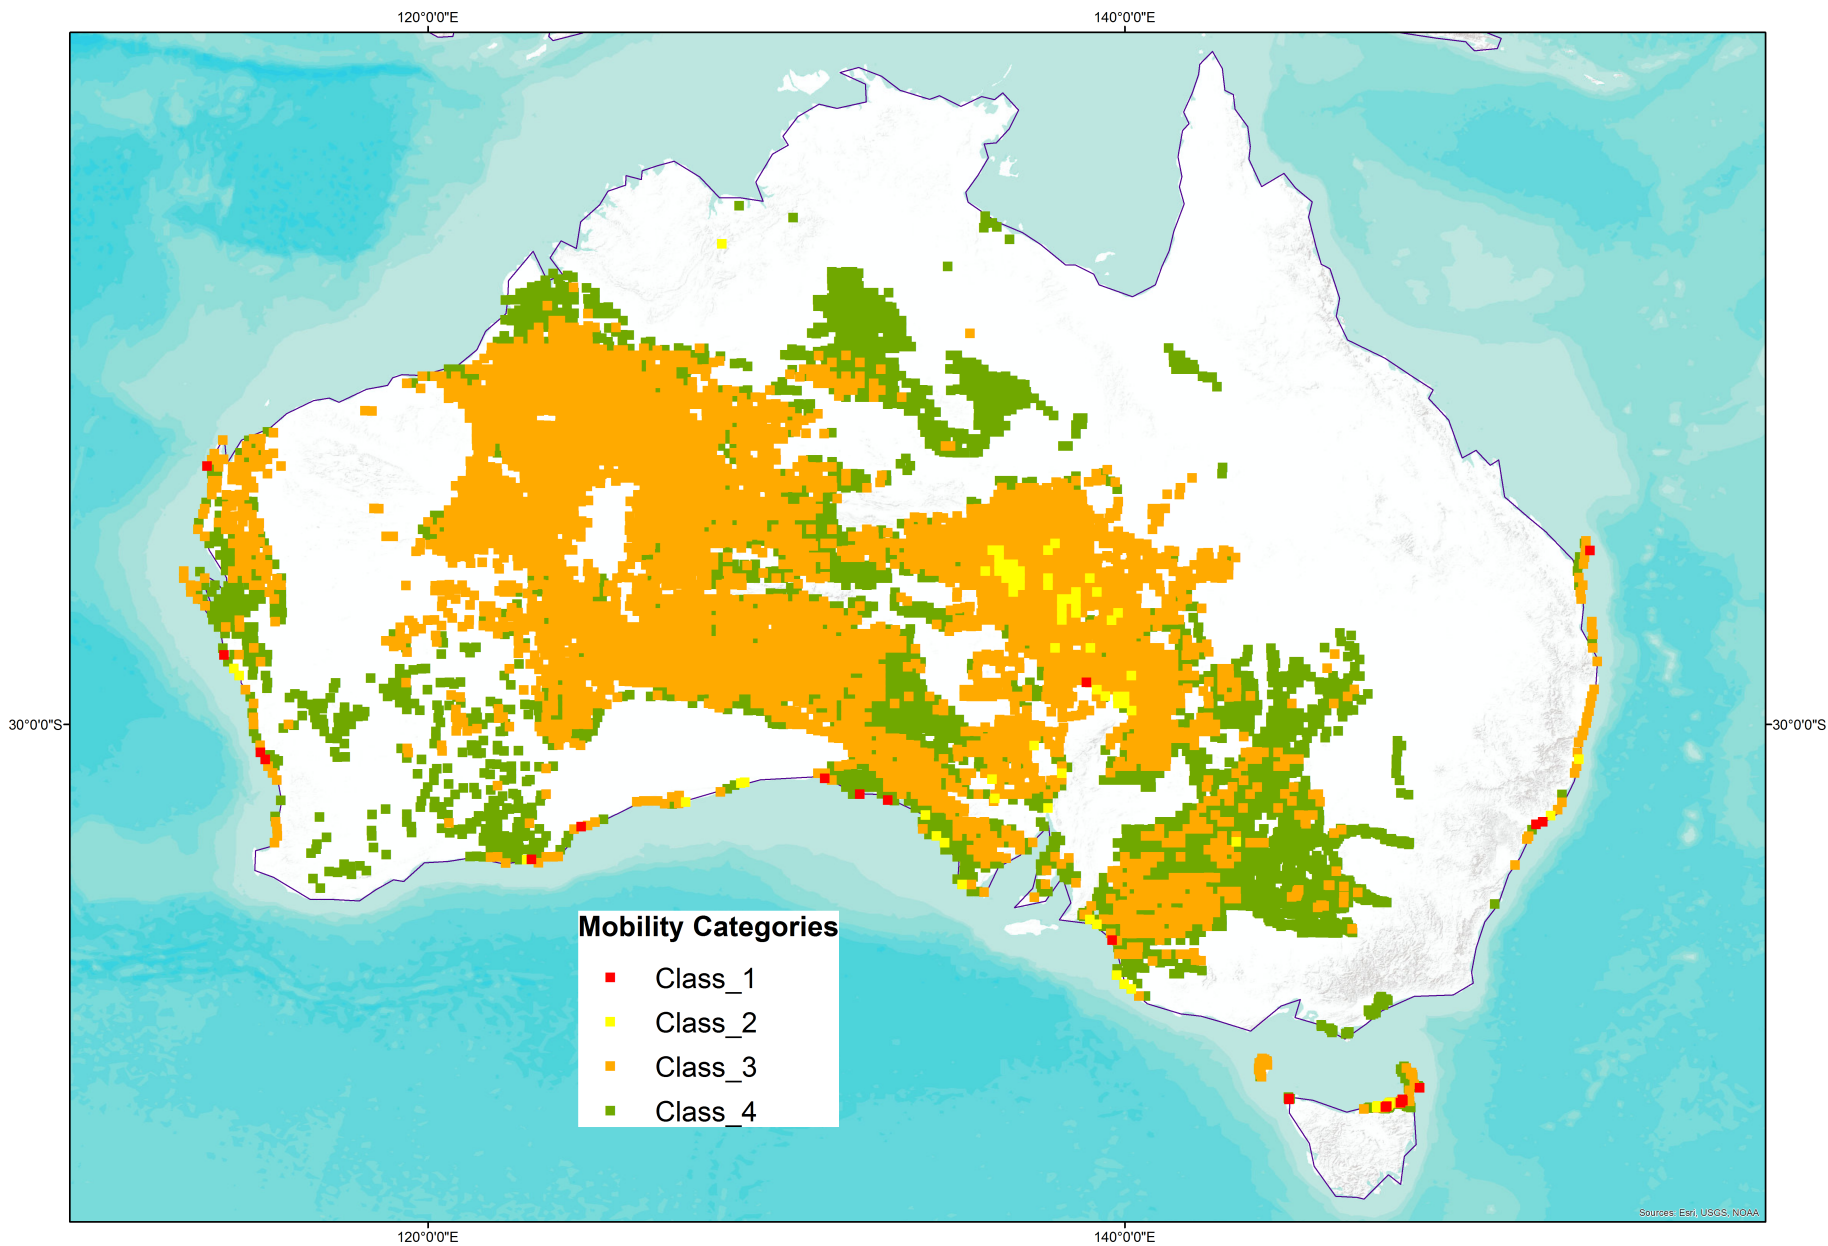 120°0'0"E 140°0'0"E
30°0'0"S 30°0'0"S
Mobility Categories
Class_1
Class_2
Class_3
Class_4
Sources: Esri, USGS, NOAA
120°0'0"E 140°0'0"E